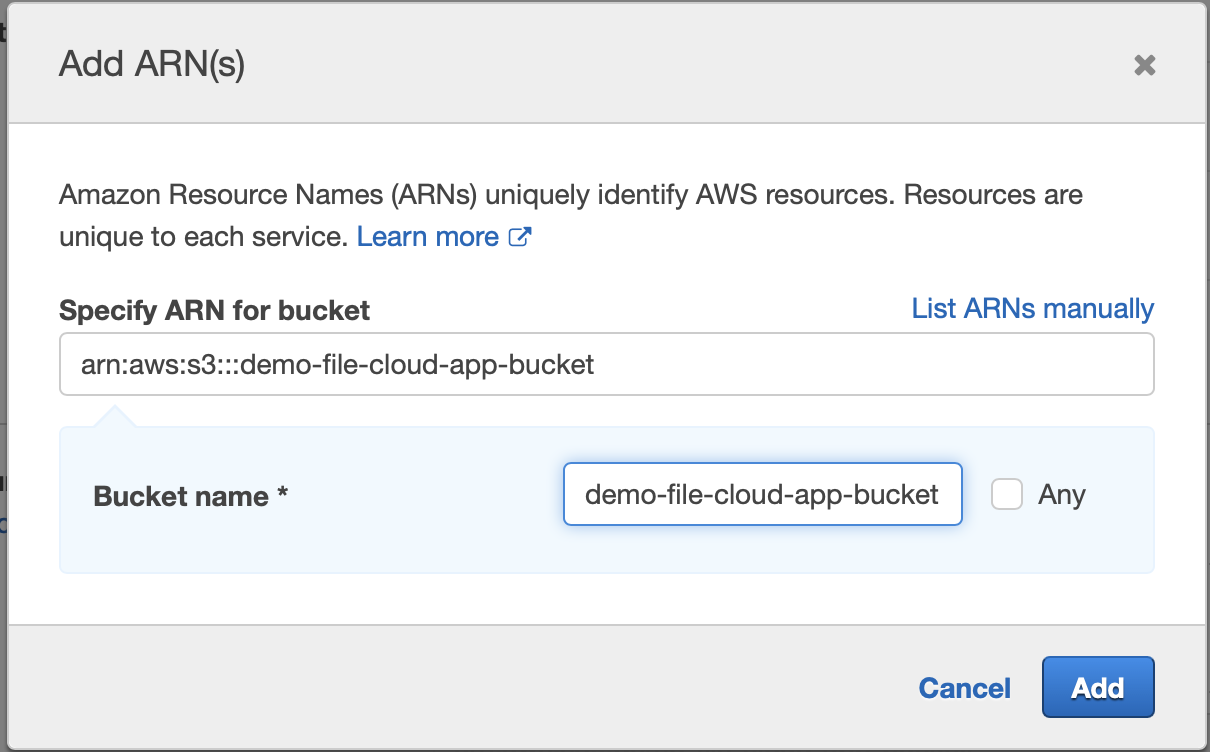 Add ARN(s)
Amazon Resource Names (ARNs) uniquely identify AWS resources. Resources are
unique to each service. Learn more
Specify ARN for bucket
List ARNs manually
arn:aws:s3:::demo-file-cloud-app-bucket
Bucket name *
demo-file-cloud-app-bucket
Any
Cancel
Add